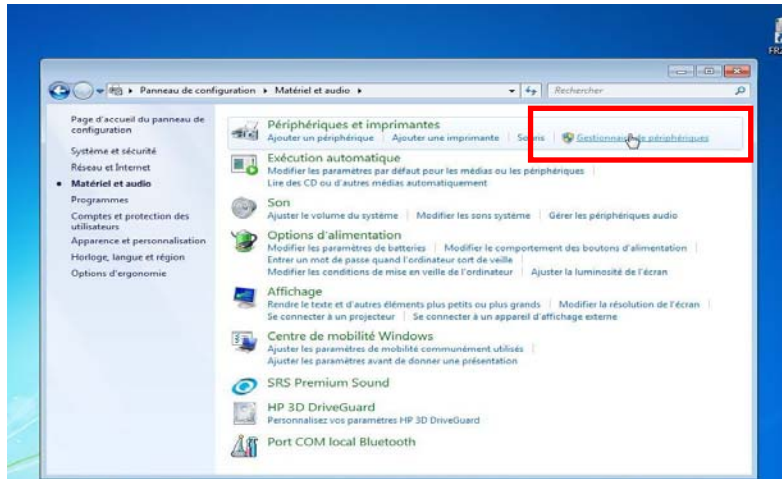 FR2
Panneau de configuration ▸ Matériel et audio ▸
Rechercher
Page d'accueil du panneau de
configuration
Système et sécurité
Réseau et Internet
Matériel et audio
Programmes
Comptes et protection des
utilisateurs
Apparence et personnalisation
Horloge, langue et région
Options d'ergonomie
Périphériques et imprimantes
Ajouter un périphérique | Ajouter une imprimante | Souris | Gestionnaire de périphériques
Exécution automatique
Modifier les paramètres par défaut pour les médias ou les périphériques
Lire des CD ou d'autres médias automatiquement
Son
Ajuster le volume du système | Modifier les sons système | Gérer les périphériques audio
Options d'alimentation
Modifier les paramètres de batteries | Modifier le comportement des boutons d'alimentation
Entrer un mot de passe quand l'ordinateur sort de veille
Modifier les conditions de mise en veille de l'ordinateur | Ajuster la luminosité de l'écran
Affichage
Rendre le texte et d'autres éléments plus petits ou plus grands | Modifier la résolution de l'écran
Se connecter à un projecteur | Se connecter à un appareil d'affichage externe
Centre de mobilité Windows
Ajuster les paramètres de mobilité communément utilisés
Ajuster les paramètres avant de donner une présentation
SRS Premium Sound
HP 3D DriveGuard
Personnalisez vos paramètres HP 3D DriveGuard
Port COM local Bluetooth